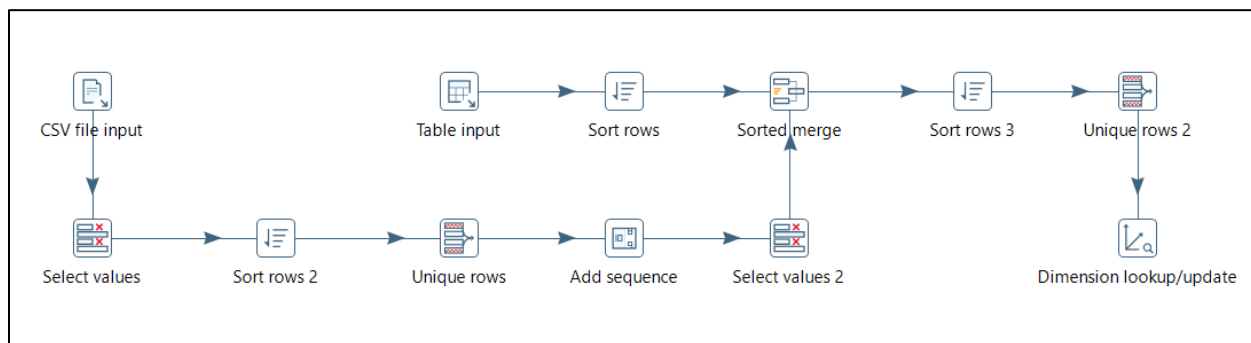 CSV file input
Table input
Sort rows
Sorted merge
Sort rows 3
Unique rows 2
Select values
Sort rows 2
Unique rows
Add sequence
Select values 2
Dimension lookup/update